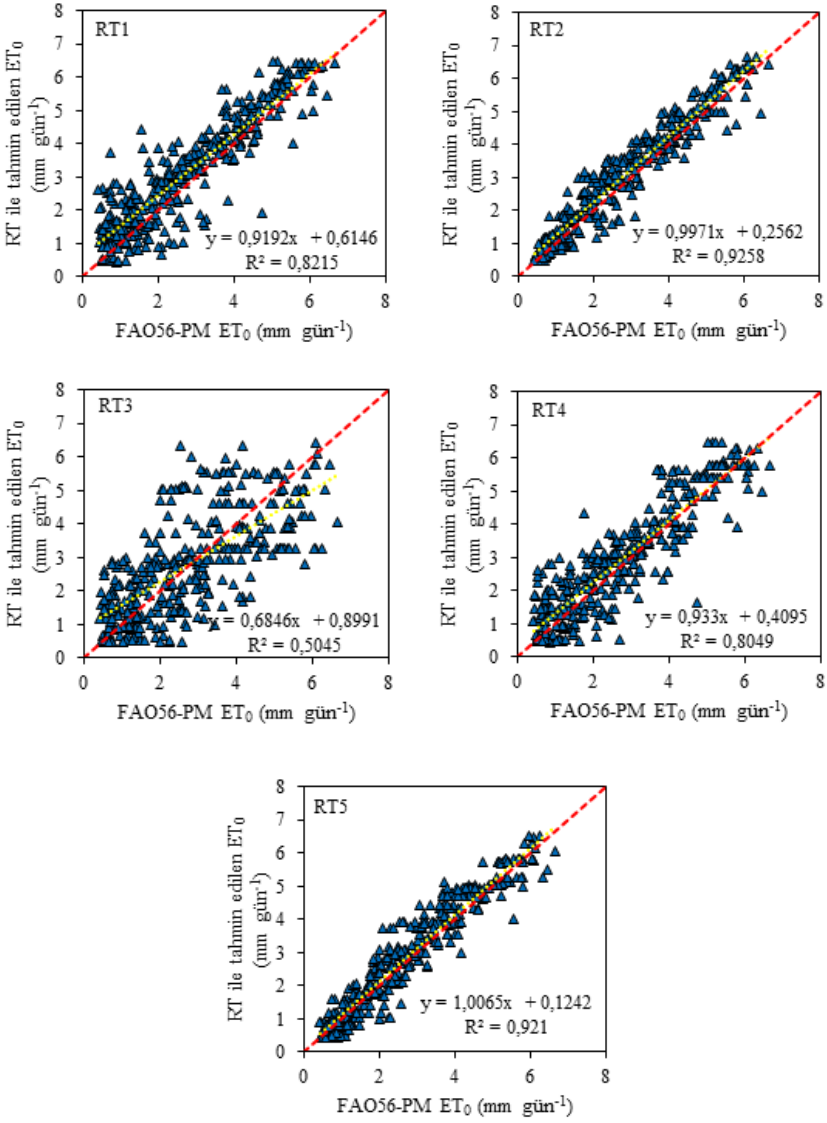 RT1
8
7
6
5
4
3
2
1
0
RT ile tahmin edilen ET₀
(mm gün⁻¹)
y = 0,9192x + 0,6146
R² = 0,8215
0 2 4 6 8
FAO56-PM ET₀ (mm gün⁻¹)
RT2
8
7
6
5
4
3
2
1
0
RT ile tahmin edilen ET₀
(mm gün⁻¹)
y = 0,9971x + 0,2562
R² = 0,9258
0 2 4 6 8
FAO56-PM ET₀ (mm gün⁻¹)
RT3
8
7
6
5
4
3
2
1
0
RT ile tahmin edilen ET₀
(mm gün⁻¹)
y = 0,6846x + 0,8991
R² = 0,5045
0 2 4 6 8
FAO56-PM ET₀ (mm gün⁻¹)
RT4
8
7
6
5
4
3
2
1
0
RT ile tahmin edilen ET₀
(mm gün⁻¹)
y = 0,933x + 0,4095
R² = 0,8049
0 2 4 6 8
FAO56-PM ET₀ (mm gün⁻¹)
RT5
8
7
6
5
4
3
2
1
0
RT ile tahmin edilen ET₀
(mm gün⁻¹)
y = 1,0065x + 0,1242
R² = 0,921
0 2 4 6 8
FAO56-PM ET₀ (mm gün⁻¹)